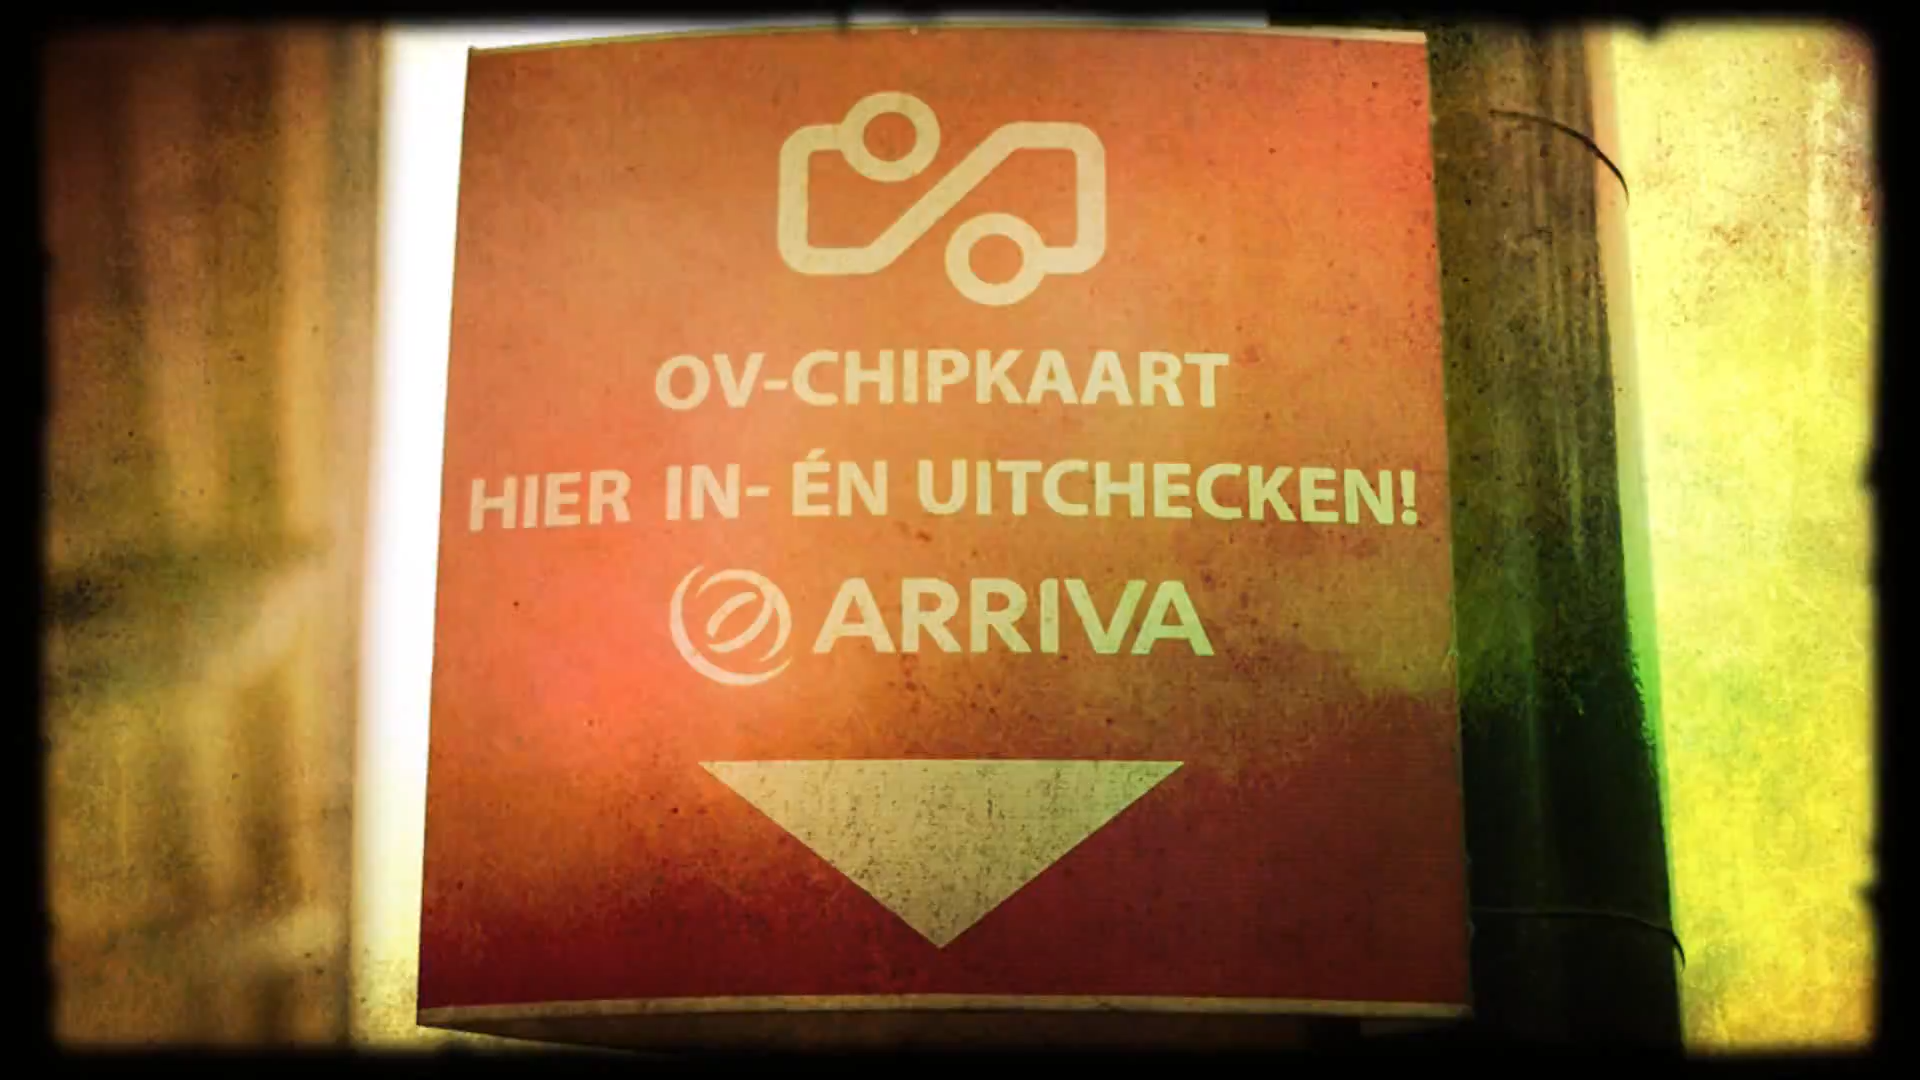 OV-CHIPKAART
HIER IN- ÉN UITCHECKEN!
ARRIVA